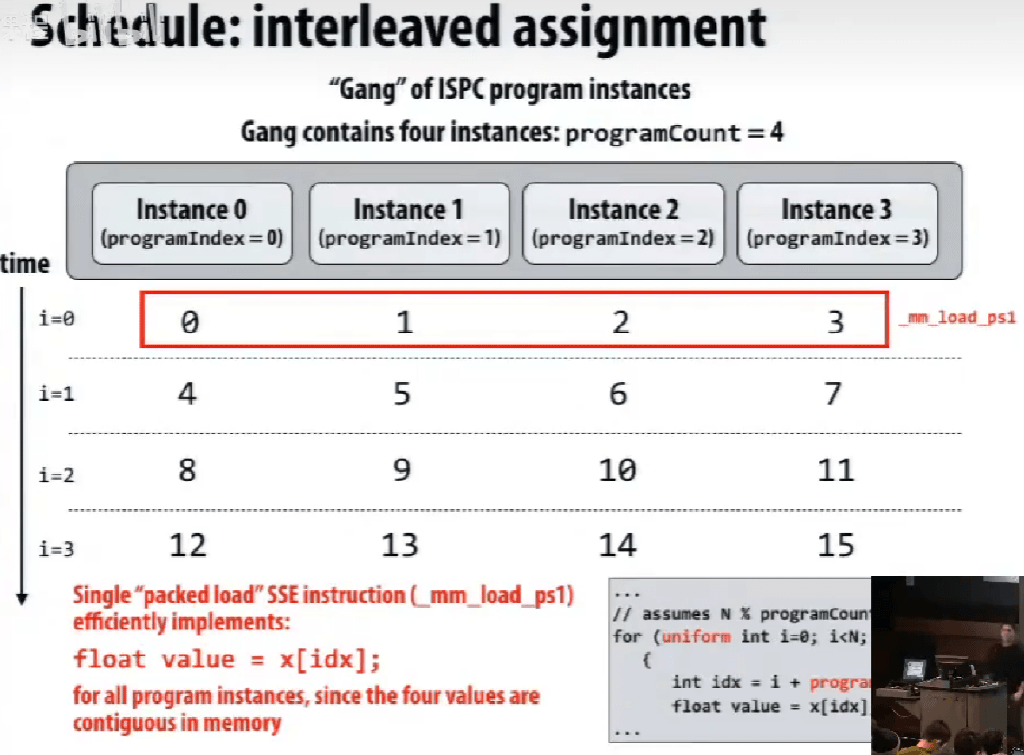 Schedule: interleaved assignment
“Gang” of ISPC program instances
Gang contains four instances: programCount = 4
Instance 0 Instance 1 Instance 2 Instance 3
(programIndex = 0) (programIndex = 1) (programIndex = 2) (programIndex = 3)
time
i=0 0 1 2 3 _mm_load_ps1
i=1 4 5 6 7
i=2 8 9 10 11
i=3 12 13 14 15
Single “packed load” SSE instruction (_mm_load_ps1)
efficiently implements:
float value = x[idx];
for all program instances, since the four values are
contiguous in memory
...
// assumes N % programCoun
for (uniform int i=0; i<N;
{
int idx = i + progra
float value = x[idx]
...